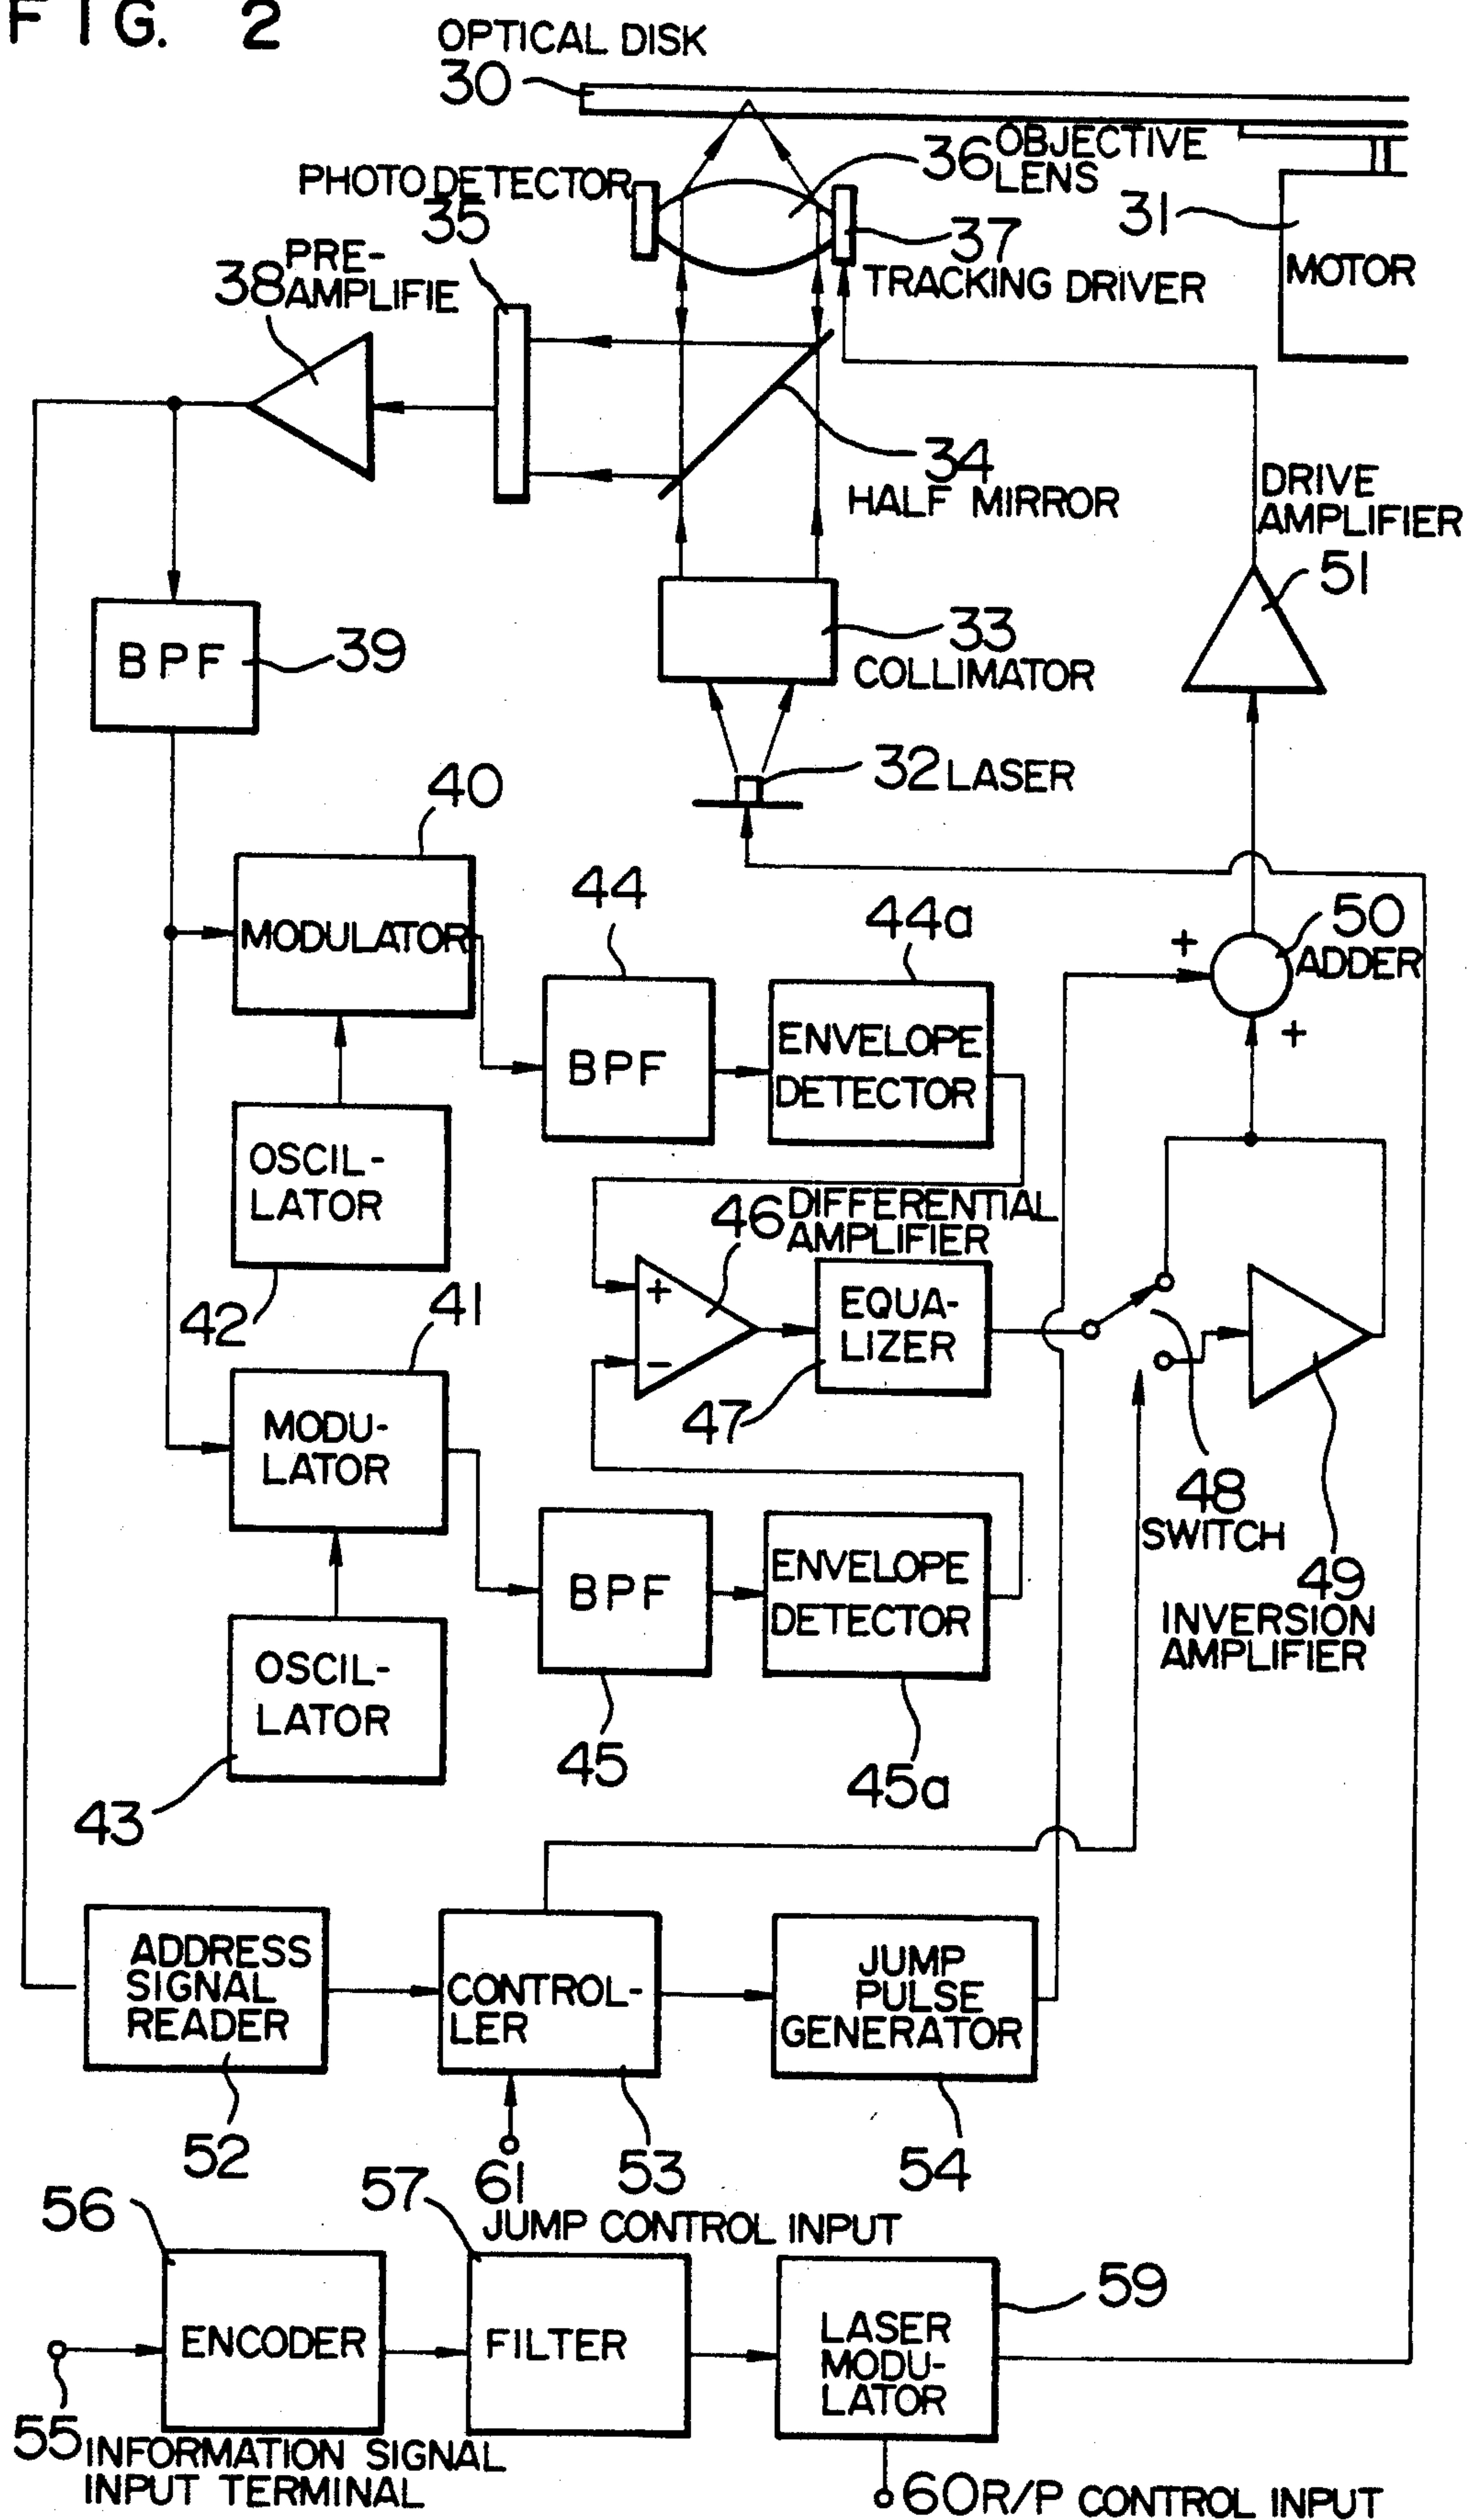 FIG. 2
OPTICAL DISK
30
36 OBJECTIVE
LENS
PHOTODETECTOR
35
31
37
TRACKING DRIVER
MOTOR
38 PRE-
AMPLIFIE
34
HALF MIRROR
DRIVE
AMPLIFIER
51
BPF
39
33
COLLIMATOR
32 LASER
40
MODULATOR
44
44a
50
ADDER
+
+
BPF
ENVELOPE
DETECTOR
OSCIL-
LATOR
42
46 DIFFERENTIAL
AMPLIFIER
+
−
EQUA-
LIZER
47
41
MODU-
LATOR
48
SWITCH
49
INVERSION
AMPLIFIER
BPF
ENVELOPE
DETECTOR
45
45a
OSCIL-
LATOR
43
ADDRESS
SIGNAL
READER
52
CONTROL-
LER
53
JUMP
PULSE
GENERATOR
54
61
JUMP CONTROL INPUT
56
57
59
ENCODER
FILTER
LASER
MODU-
LATOR
55 INFORMATION SIGNAL
INPUT TERMINAL
60 R/P CONTROL INPUT